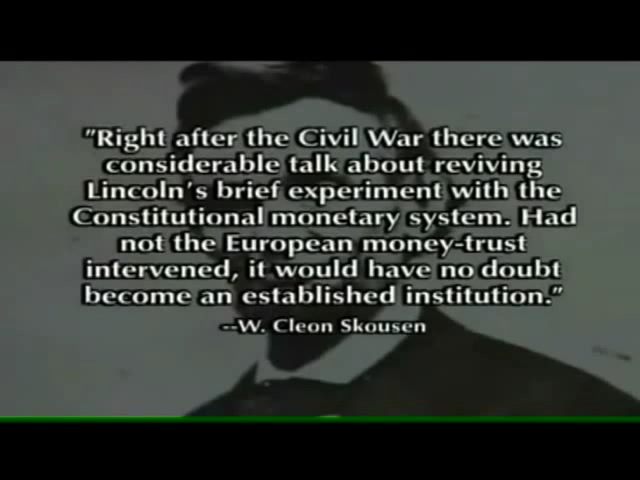 "Right after the Civil War there was
considerable talk about reviving
Lincoln's brief experiment with the
Constitutional monetary system. Had
not the European money-trust
intervened, it would have no doubt
become an established institution."
--W. Cleon Skousen